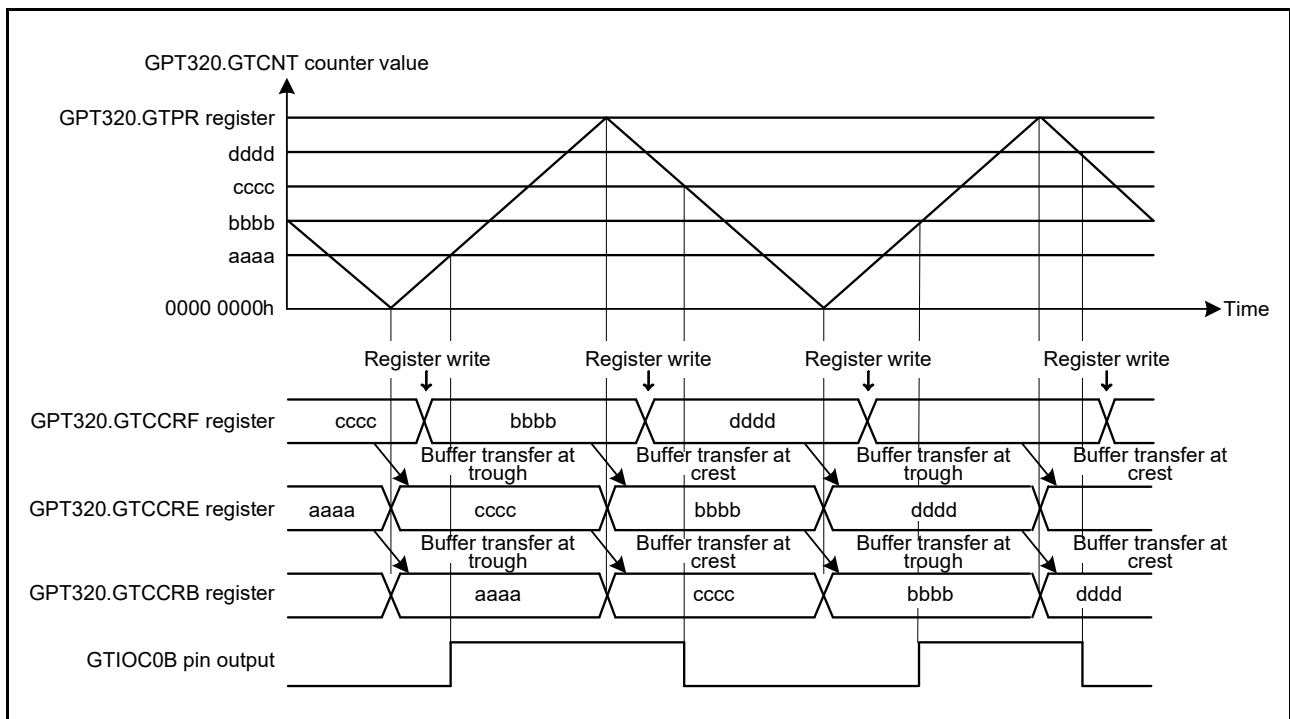 GPT320.GTCNT counter value
GPT320.GTPR register
dddd
cccc
bbbb
aaaa
0000 0000h
Time
Register write
Register write
Register write
Register write
GPT320.GTCCRF register
cccc
bbbb
dddd
Buffer transfer at
trough
Buffer transfer at
crest
Buffer transfer at
trough
Buffer transfer at
crest
GPT320.GTCCRE register
aaaa
cccc
bbbb
dddd
Buffer transfer at
trough
Buffer transfer at
crest
Buffer transfer at
trough
Buffer transfer at
crest
GPT320.GTCCRB register
aaaa
cccc
bbbb
dddd
GTIOC0B pin output